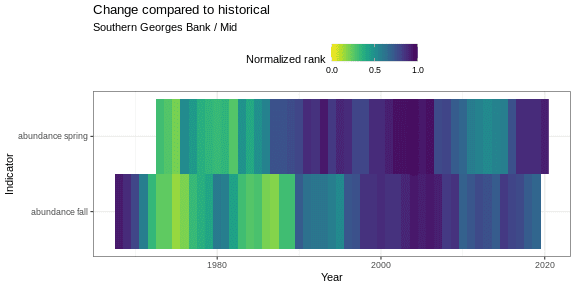 Change compared to historical
Southern Georges Bank / Mid
Normalized rank
0.0 0.5 1.0
Indicator
abundance spring
abundance fall
1980 2000 2020
Year